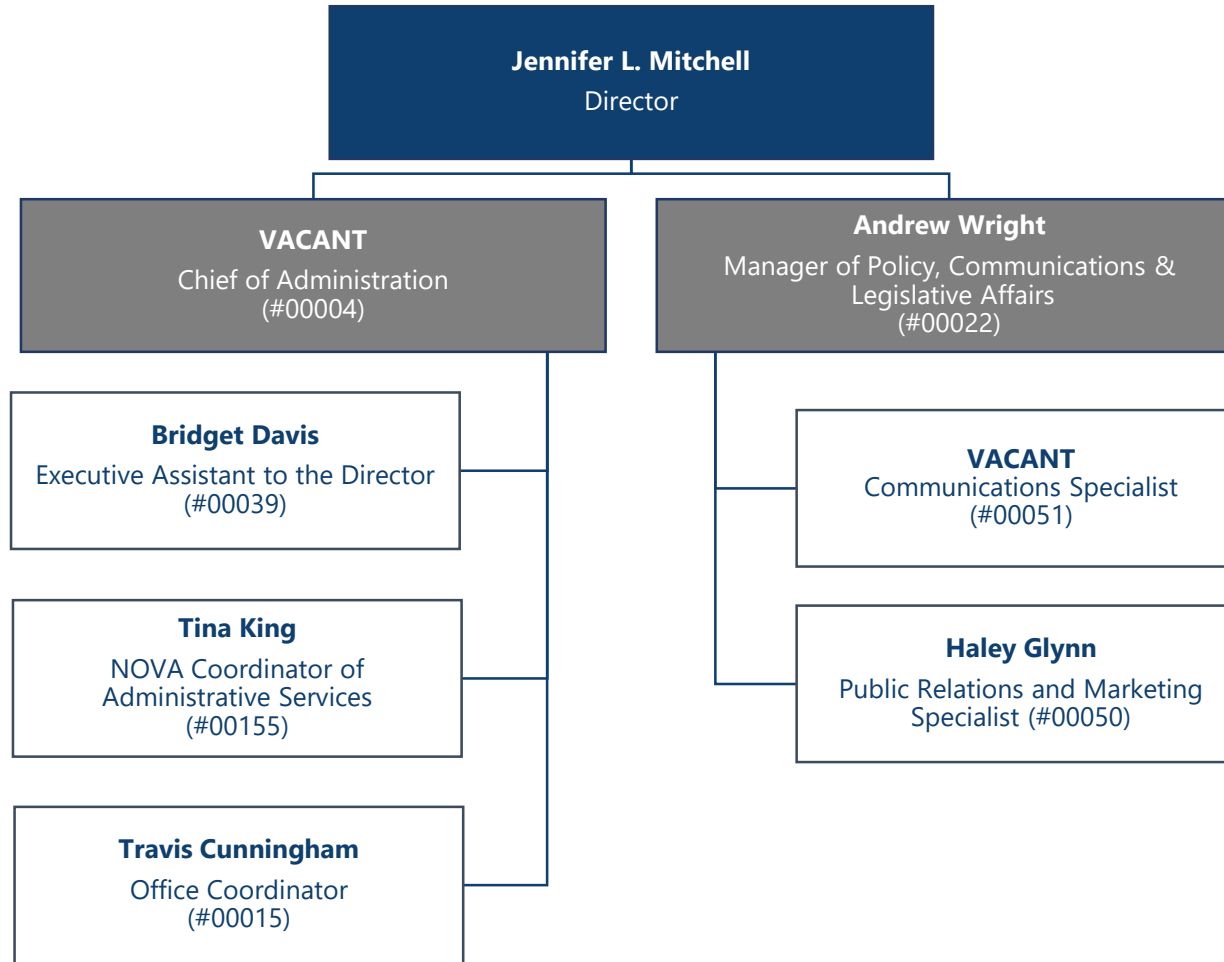 Jennifer L. Mitchell
Director
VACANT
Chief of Administration
(#00004)
Andrew Wright
Manager of Policy, Communications &
Legislative Affairs
(#00022)
Bridget Davis
Executive Assistant to the Director
(#00039)
Tina King
NOVA Coordinator of
Administrative Services
(#00155)
Travis Cunningham
Office Coordinator
(#00015)
VACANT
Communications Specialist
(#00051)
Haley Glynn
Public Relations and Marketing
Specialist (#00050)